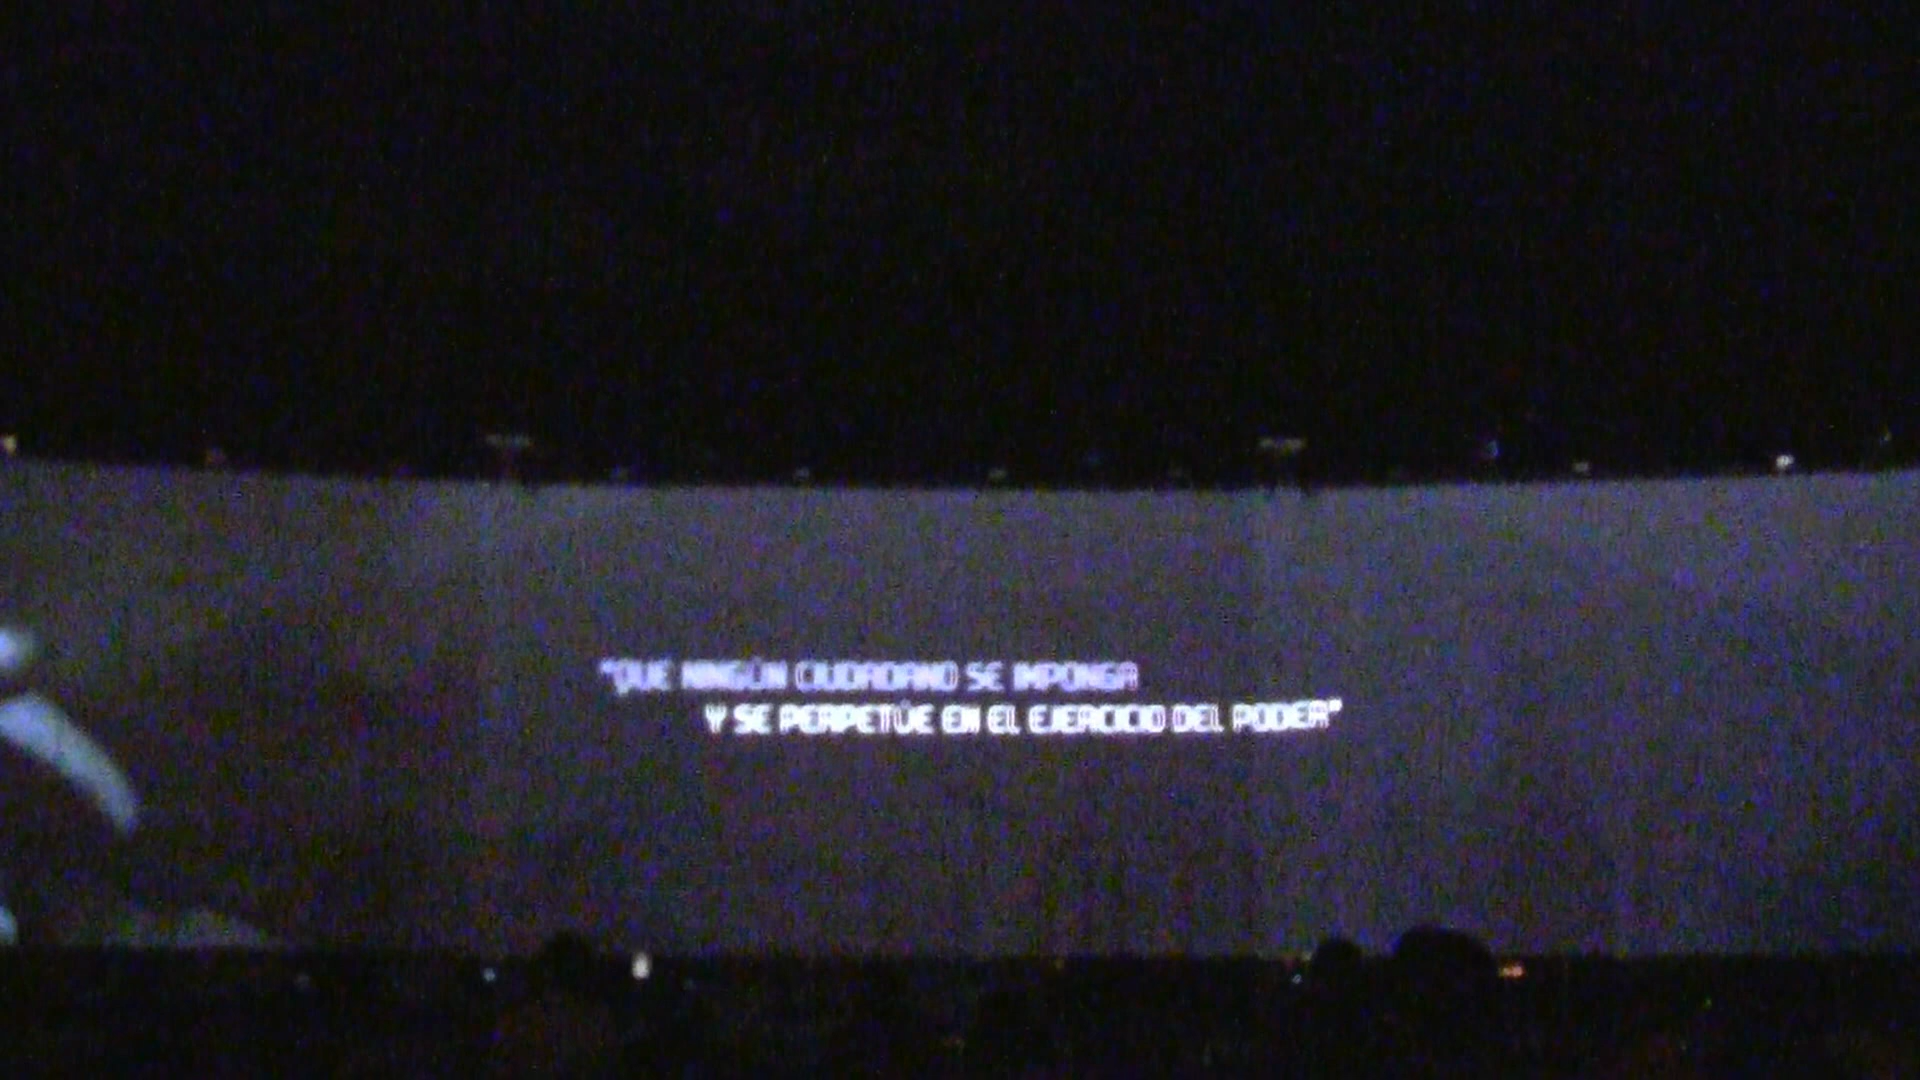 "QUE NINGÚN CIUDADANO SE IMPONGA
Y SE PERPETÚE EN EL EJERCICIO DEL PODER"